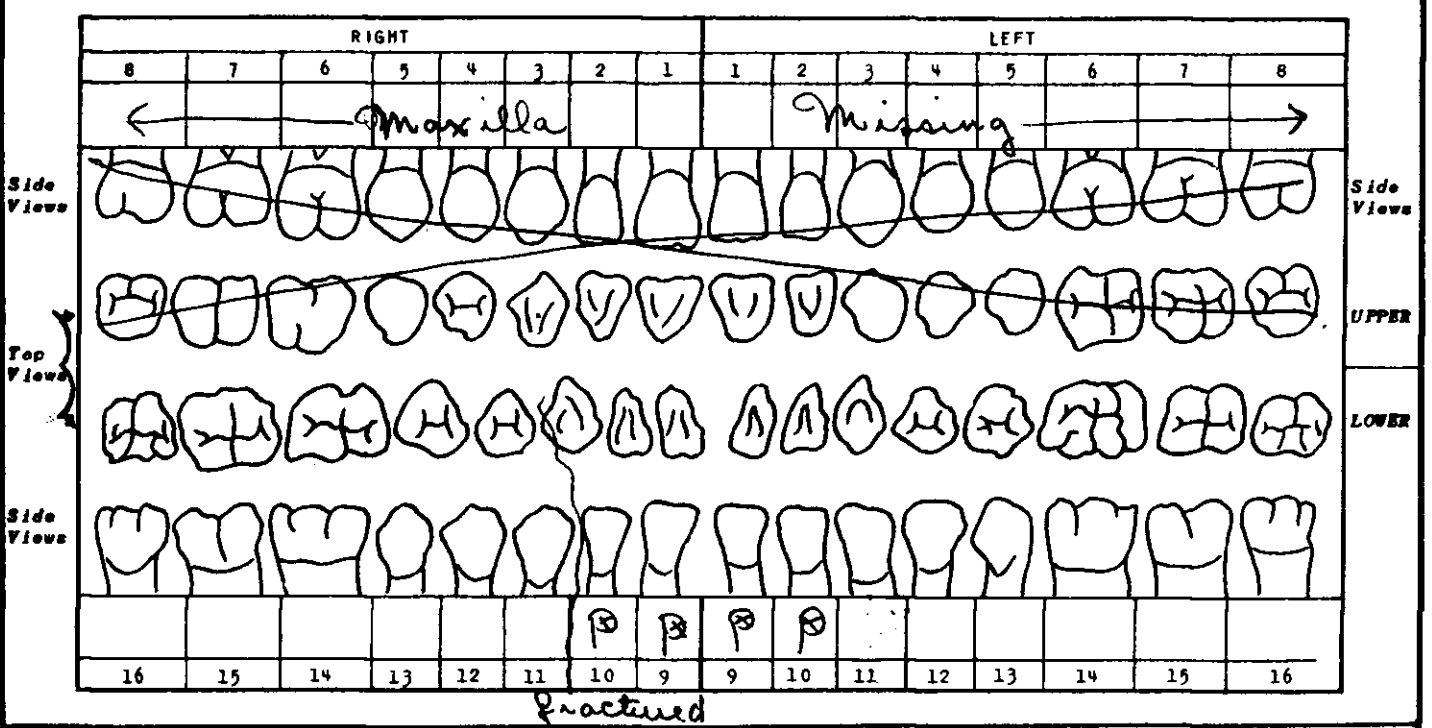 RIGHT LEFT
8 7 6 5 4 3 2 1 1 2 3 4 5 6 7 8
← Maxilla Missing →
Side Views Side Views
UPPER
Top Views
LOWER
Side Views
P P P P
16 15 14 13 12 11 10 9 9 10 11 12 13 14 15 16
fractured